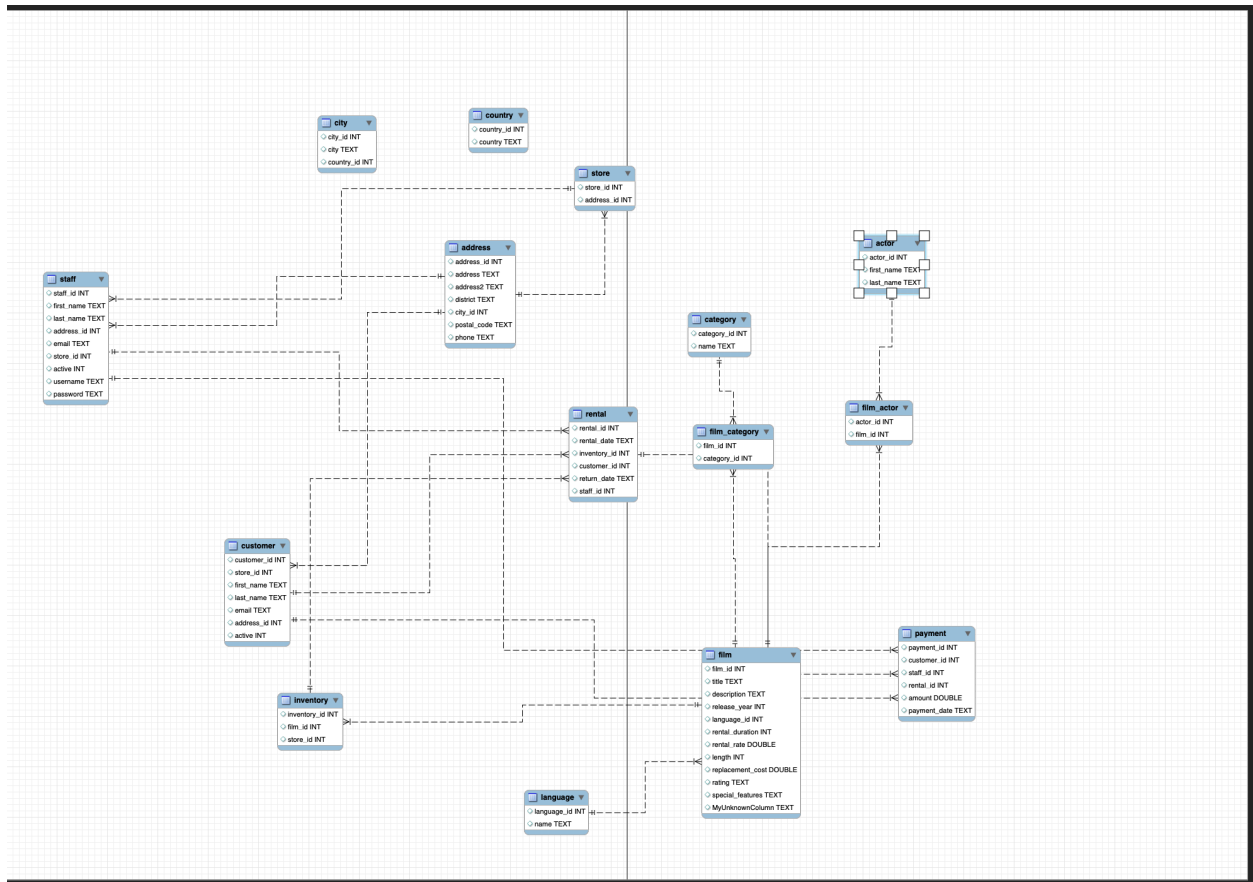 city
city_id INT
city TEXT
country_id INT
country
country_id INT
country TEXT
store
store_id INT
address_id INT
address
address_id INT
address TEXT
address2 TEXT
district TEXT
city_id INT
postal_code TEXT
phone TEXT
actor
actor_id INT
first_name TEXT
last_name TEXT
staff
staff_id INT
first_name TEXT
last_name TEXT
address_id INT
email TEXT
store_id INT
active INT
username TEXT
password TEXT
category
category_id INT
name TEXT
film_actor
actor_id INT
film_id INT
rental
rental_id INT
rental_date TEXT
inventory_id INT
customer_id INT
return_date TEXT
staff_id INT
film_category
film_id INT
category_id INT
customer
customer_id INT
store_id INT
first_name TEXT
last_name TEXT
email TEXT
address_id INT
active INT
payment
payment_id INT
customer_id INT
staff_id INT
rental_id INT
amount DOUBLE
payment_date TEXT
film
film_id INT
title TEXT
description TEXT
release_year INT
language_id INT
rental_duration INT
rental_rate DOUBLE
length INT
replacement_cost DOUBLE
rating TEXT
special_features TEXT
MyUnknownColumn TEXT
inventory
inventory_id INT
film_id INT
store_id INT
language
language_id INT
name TEXT